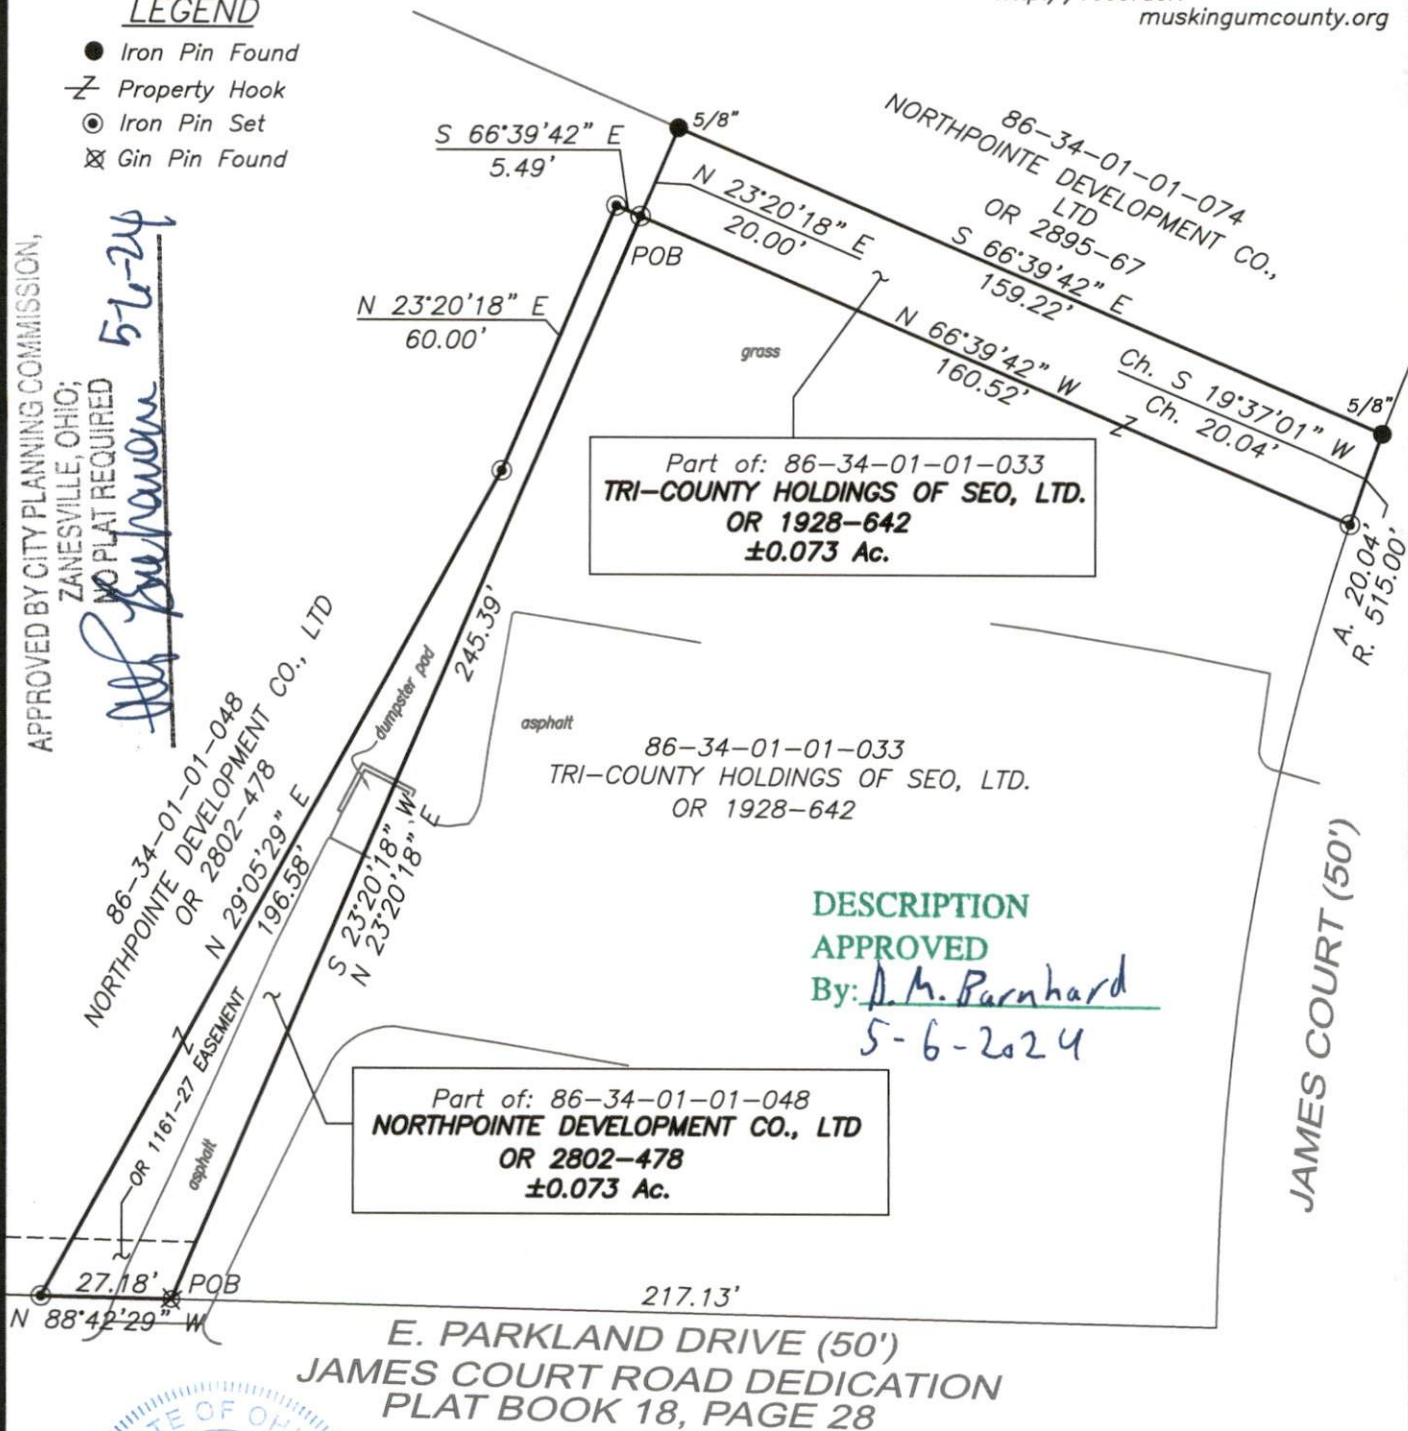 LEGEND
Iron Pin Found
Property Hook
Iron Pin Set
Gin Pin Found
muskingumcounty.org
APPROVED BY CITY PLANNING COMMISSION,
ZANESVILLE, OHIO;
NO PLAT REQUIRED
5-6-24
S 66°39'42" E
5.49'
5/8"
N 23°20'18" E
20.00'
POB
86-34-01-01-074
NORTHPOINTE DEVELOPMENT CO.,
LTD
OR 2895-67
S 66°39'42" E
159.22'
N 23°20'18" E
60.00'
grass
N 66°39'42" W
160.52'
Ch. S 19°37'01" W
Ch. 20.04'
5/8"
A. 20.04'
R. 515.00'
Part of: 86-34-01-01-033
TRI-COUNTY HOLDINGS OF SEO, LTD.
OR 1928-642
±0.073 Ac.
245.39'
dumpster pad
asphalt
86-34-01-01-033
TRI-COUNTY HOLDINGS OF SEO, LTD.
OR 1928-642
86-34-01-01-048
NORTHPOINTE DEVELOPMENT CO., LTD
OR 2802-478
N 29°05'29" E
196.58'
S 23°20'18" W
N 23°20'18" E
DESCRIPTION
APPROVED
By: D.M. Barnhard
5-6-2024
JAMES COURT (50')
OR 1161-27 EASEMENT
asphalt
Part of: 86-34-01-01-048
NORTHPOINTE DEVELOPMENT CO., LTD
OR 2802-478
±0.073 Ac.
27.18'
POB
217.13'
N 88°42'29" W
E. PARKLAND DRIVE (50')
JAMES COURT ROAD DEDICATION
PLAT BOOK 18, PAGE 28